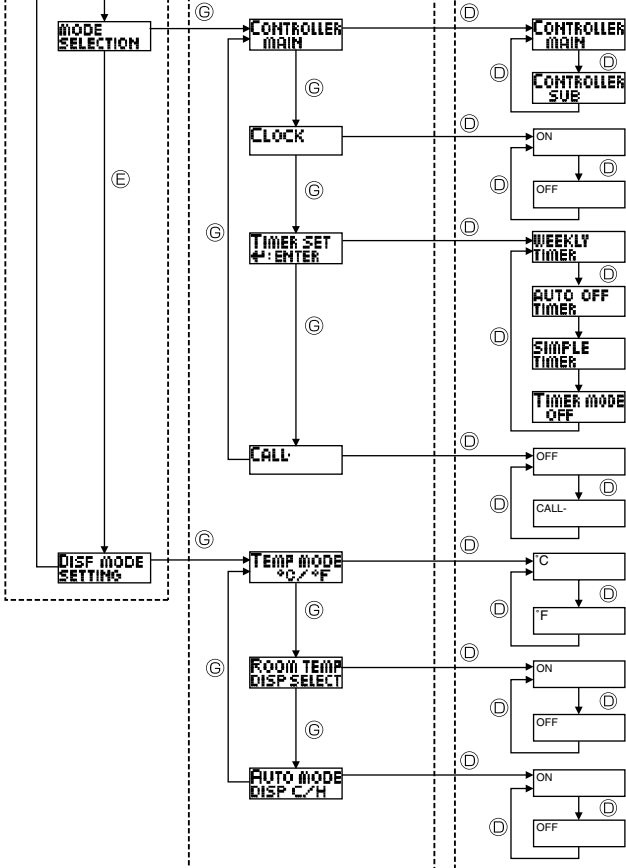 MODE
SELECTION
G
CONTROLLER
MAIN
D
CONTROLLER
MAIN
D
D
CONTROLLER
SUB
G
CLOCK
D
ON
D
D
OFF
E
G
G
TIMER SET
↵:ENTER
D
WEEKLY
TIMER
D
AUTO OFF
TIMER
D
SIMPLE
TIMER
TIMER MODE
OFF
G
CALL-
D
OFF
D
D
CALL-
DISP MODE
SETTING
G
TEMP MODE
°C/°F
D
°C
D
D
°F
G
G
ROOM TEMP
DISP SELECT
D
ON
D
D
OFF
G
AUTO MODE
DISP C/H
D
ON
D
D
OFF